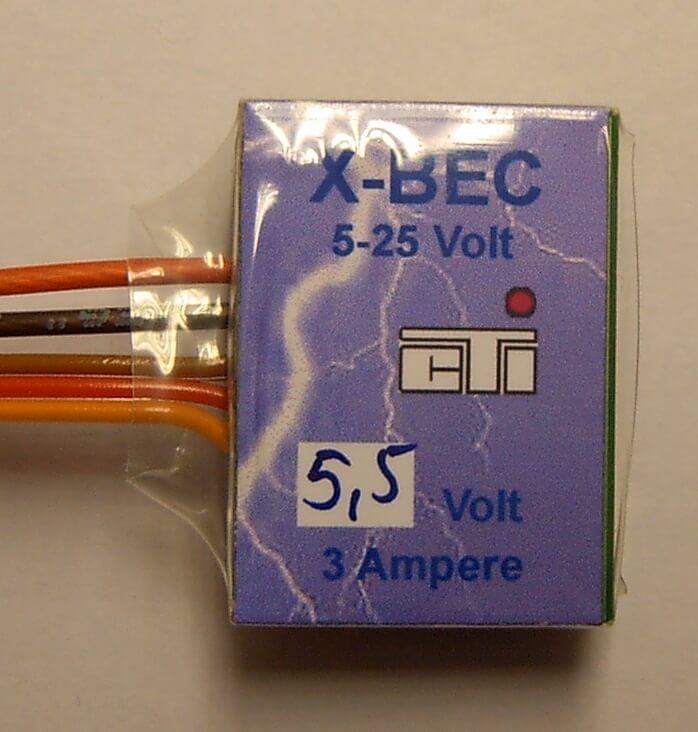 X-BEC
5-25 Volt
CTi
5,5 Volt
3 Ampere